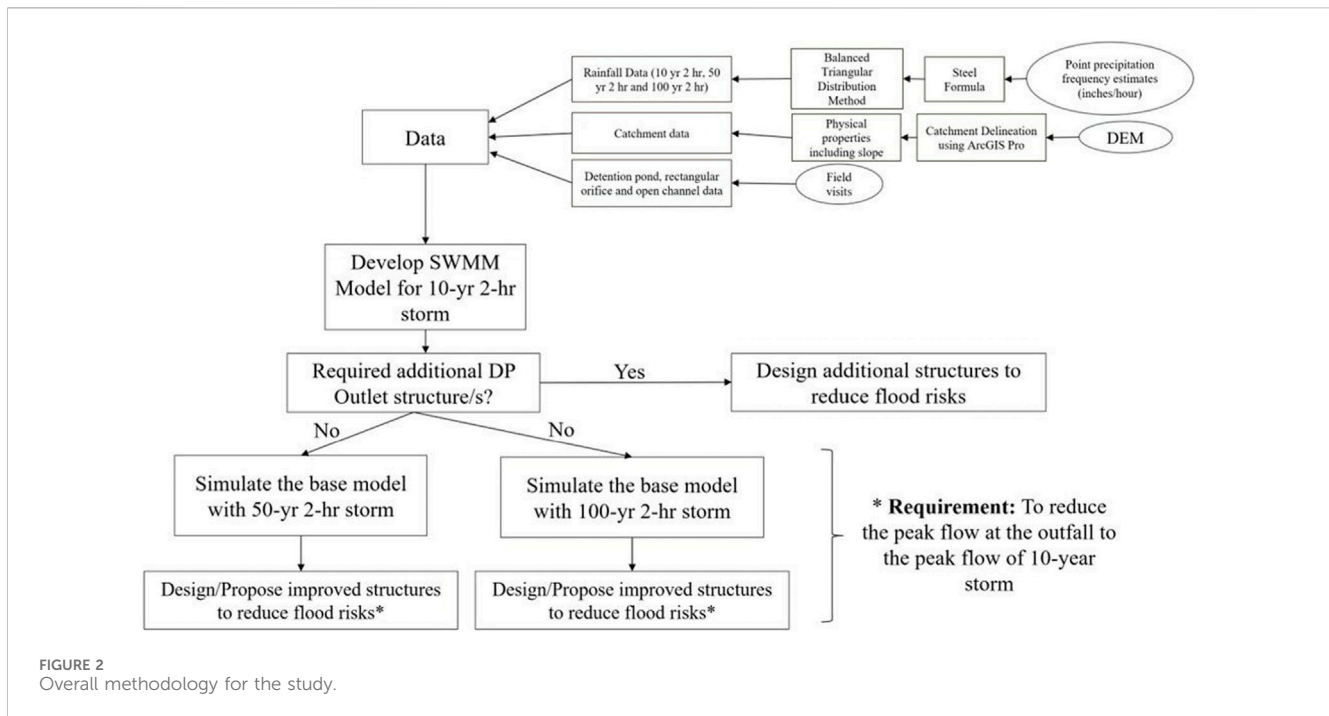 Rainfall Data (10 yr 2 hr, 50
yr 2 hr and 100 yr 2 hr)
Balanced
Triangular
Distribution
Method
Steel
Formula
Point precipitation
frequency estimates
(inches/hour)
Data
Catchment data
Physical
properties
including slope
Catchment Delineation
using ArcGIS Pro
DEM
Detention pond, rectangular
orifice and open channel data
Field
visits
Develop SWMM
Model for 10-yr 2-hr
storm
Required additional DP
Outlet structure/s?
Yes
Design additional structures to
reduce flood risks
No
No
Simulate the base model
with 50-yr 2-hr storm
Simulate the base model
with 100-yr 2-hr storm
* Requirement: To reduce
the peak flow at the outfall to
the peak flow of 10-year
storm
Design/Propose improved structures
to reduce flood risks*
Design/Propose improved structures
to reduce flood risks*
FIGURE 2
Overall methodology for the study.